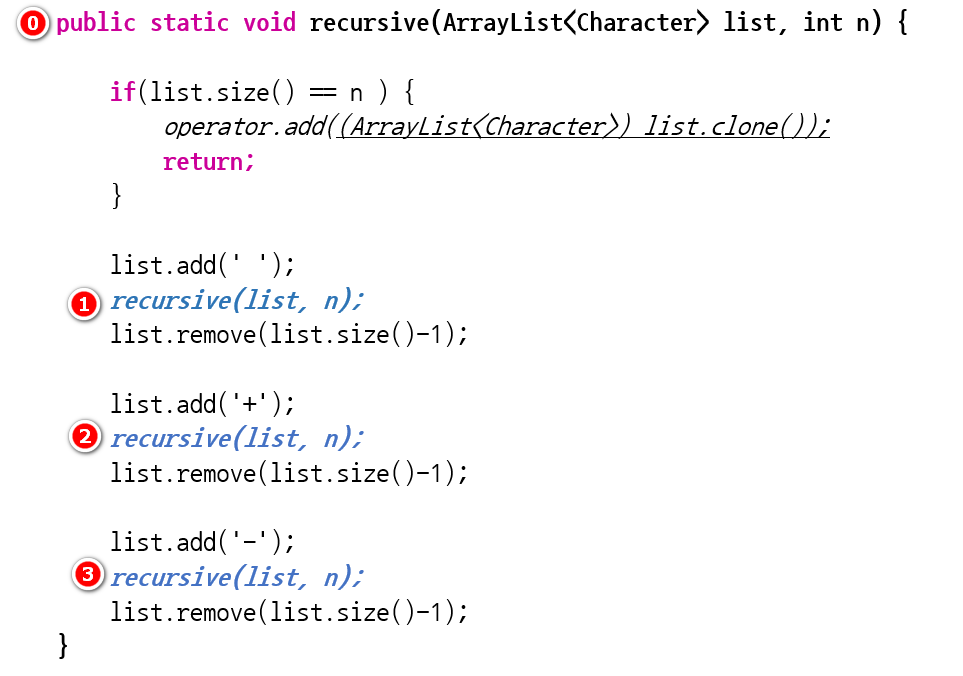 0 public static void recursive(ArrayList<Character> list, int n) {
if(list.size() == n ) {
operator.add((ArrayList<Character>) list.clone());
return;
}
list.add(' ');
1 recursive(list, n);
list.remove(list.size()-1);
list.add('+');
2 recursive(list, n);
list.remove(list.size()-1);
list.add('-');
3 recursive(list, n);
list.remove(list.size()-1);
}